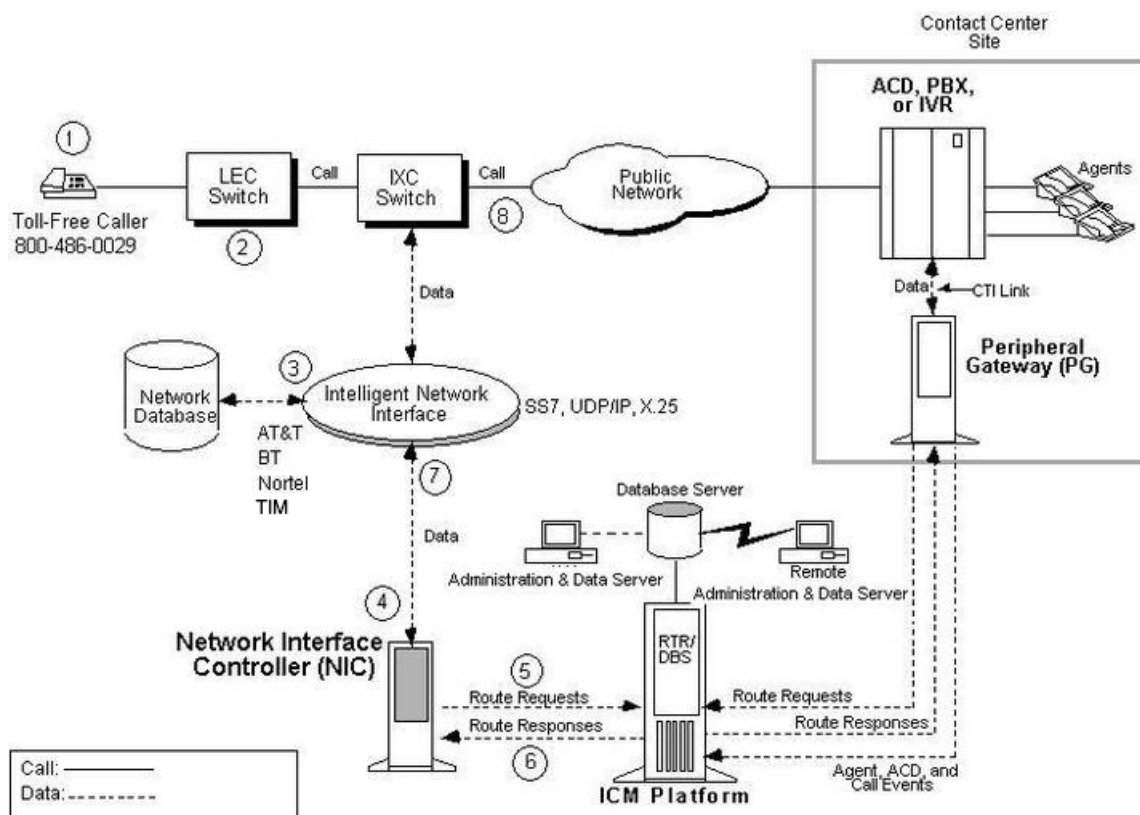 Contact Center
Site
ACD, PBX,
or IVR
1
LEC
Switch
Call
IXC
Switch
Call
Public
Network
Agents
Toll-Free Caller
800-486-0029
2
8
Data
Data
CTI Link
Peripheral
Gateway (PG)
3
Network
Database
Intelligent Network
Interface
SS7, UDP/IP, X.25
AT&T
BT
Nortel
TIM
7
Data
Database Server
Administration & Data Server
Remote
Administration & Data Server
4
Network Interface
Controller (NIC)
RTR/
DBS
5
Route Requests
Route Responses
6
Route Requests
Route Responses
Agent, ACD, and
Call Events
ICM Platform
Call:
Data: